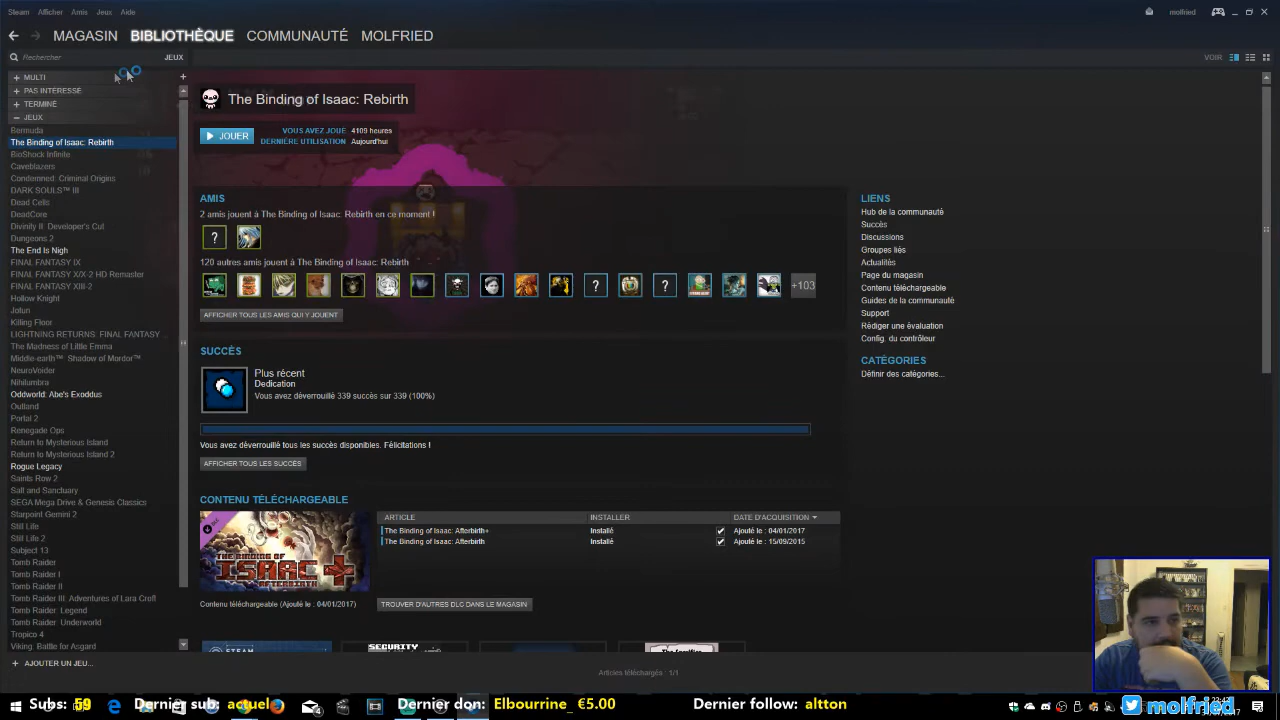 Steam Afficher Amis Jeux Aide molfried
MAGASIN BIBLIOTHÈQUE COMMUNAUTÉ MOLFRIED
Rechercher JEUX VOIR
MULTI
PAS INTERESSE
TERMINÉ
JEUX
Bermuda
The Binding of Isaac: Rebirth
BioShock Infinite
Caveblazers
Condemned: Criminal Origins
DARK SOULS™ III
Dead Cells
DeadCore
Divinity II: Developer's Cut
Dungeons 2
The End Is Nigh
FINAL FANTASY IX
FINAL FANTASY X/X-2 HD Remaster
FINAL FANTASY XIII-2
Hollow Knight
Jotun
Killing Floor
LIGHTNING RETURNS: FINAL FANTASY ...
The Madness of Little Emma
Middle-earth™: Shadow of Mordor™
NeuroVoider
Nihilumbra
Oddworld: Abe's Exoddus
Outland
Portal 2
Renegade Ops
Return to Mysterious Island
Return to Mysterious Island 2
Rogue Legacy
Saints Row 2
Salt and Sanctuary
SEGA Mega Drive & Genesis Classics
Starpoint Gemini 2
Still Life
Still Life 2
Subject 13
Tomb Raider
Tomb Raider I
Tomb Raider II
Tomb Raider III: Adventures of Lara Croft
Tomb Raider: Legend
Tomb Raider: Underworld
Tropico 4
Viking: Battle for Asgard
AJOUTER UN JEU...
The Binding of Isaac: Rebirth
JOUER
VOUS AVEZ JOUÉ 4109 heures
DERNIÈRE UTILISATION Aujourd'hui
AMIS
2 amis jouent à The Binding of Isaac: Rebirth en ce moment !
120 autres amis jouent à The Binding of Isaac: Rebirth
+103
AFFICHER TOUS LES AMIS QUI Y JOUENT
SUCCÈS
Plus récent
Dedication
Vous avez déverrouillé 339 succès sur 339 (100%)
Vous avez déverrouillé tous les succès disponibles. Félicitations !
AFFICHER TOUS LES SUCCÈS
CONTENU TÉLÉCHARGEABLE
THE BINDING OF
ISAAC
AFTERBIRTH
Contenu téléchargeable (Ajouté le : 04/01/2017)
ARTICLE INSTALLER DATE D'ACQUISITION
The Binding of Isaac: Afterbirth+ Installé Ajouté le : 04/01/2017
The Binding of Isaac: Afterbirth Installé Ajouté le : 15/09/2015
TROUVER D'AUTRES DLC DANS LE MAGASIN
STEAM
SECURITY
LIENS
Hub de la communauté
Succès
Discussions
Groupes liés
Actualités
Page du magasin
Contenu téléchargeable
Guides de la communauté
Support
Rédiger une évaluation
Config. du contrôleur
CATÉGORIES
Définir des catégories...
Articles téléchargés : 1/1
Subs: 59 Dernier sub: actuel Dernier don: Elbourrine_ €5.00 Dernier follow: altton molfried